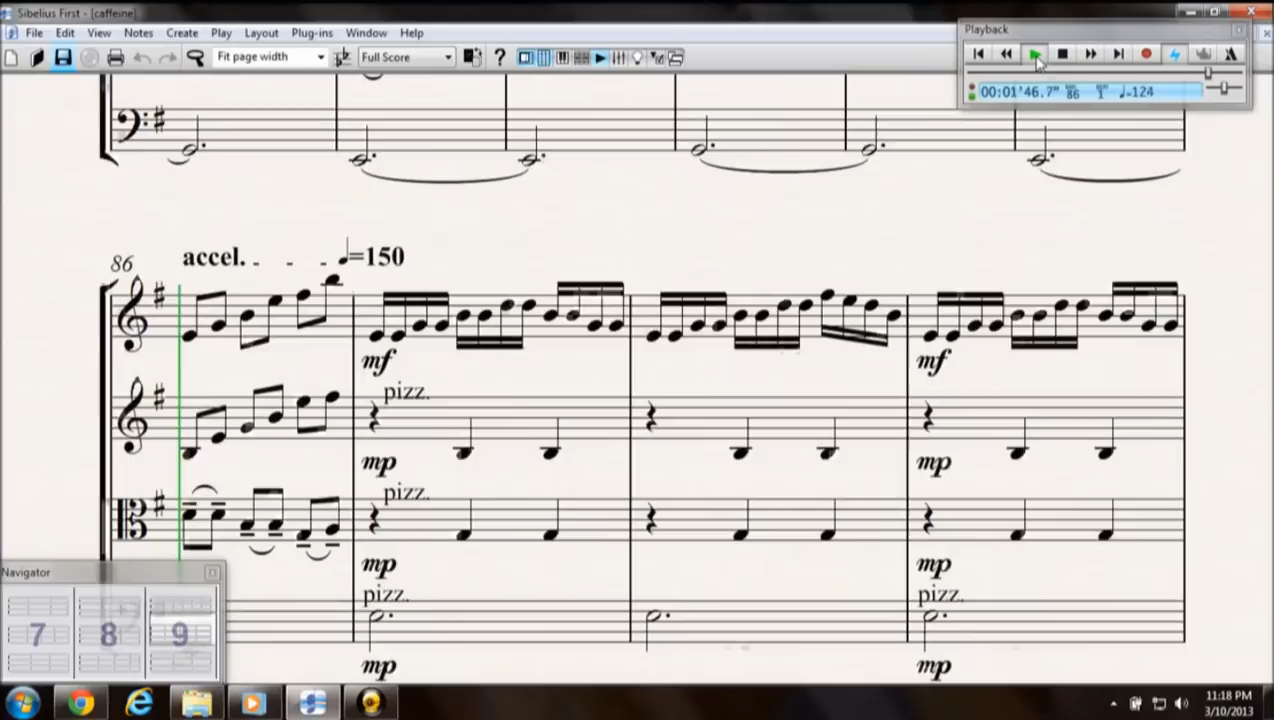 Sibelius First - [caffeine]
File Edit View Notes Create Play Layout Plug-ins Window Help
Playback
Fit page width
Full Score
?
00:01'46.7" 86 1 ♩=124
86
accel. _ _ _ ♩=150
mf mf
pizz.
mp mp
pizz.
mp mp
Navigator
pizz. pizz.
7 8 9
mp mp
11:18 PM
3/10/2013